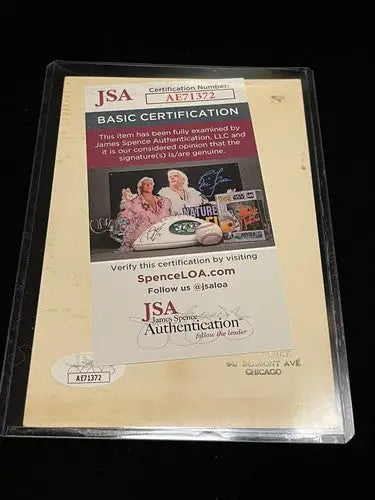 JSA
Certification Number:
AE71372
BASIC CERTIFICATION
This item has been fully examined by
James Spence Authentication, LLC and
it is our considered opinion that the
signature(s) is/are genuine.
NATURE
JETS
Verify this certification by visiting
SpenceLOA.com
Follow us @jsaloa
JSA
James Spence
Authentication
follow the leader
AE71372
BELMONT AVE
CHICAGO